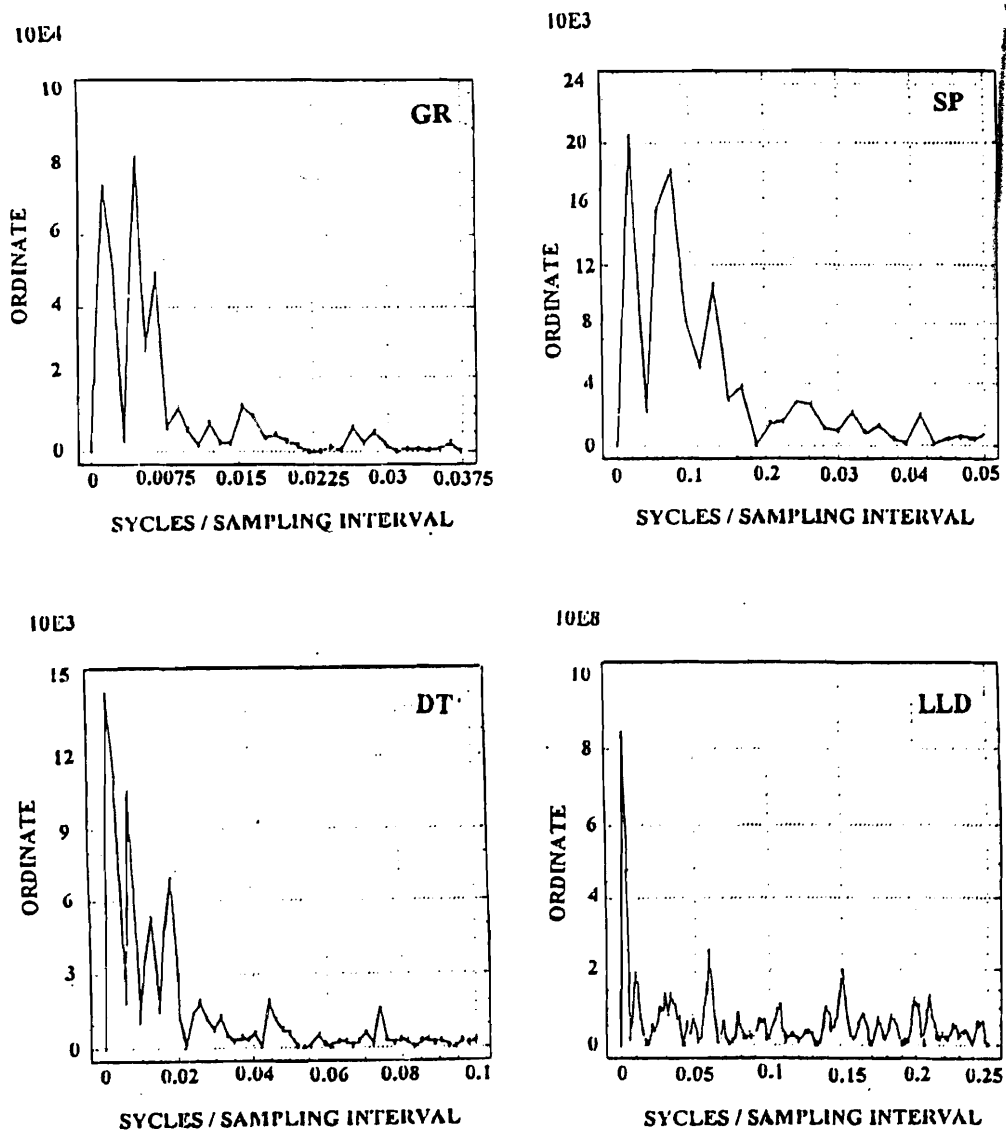 10E4
GR
10
8
6
4
2
0
ORDINATE
0 0.0075 0.015 0.0225 0.03 0.0375
SYCLES / SAMPLING INTERVAL
10E3
SP
24
20
16
12
8
4
0
ORDINATE
0 0.1 0.21 0.03 0.04 0.05
SYCLES / SAMPLING INTERVAL
10E3
DT
15
12
9
6
3
0
ORDINATE
0 0.02 0.04 0.06 0.08 0.1
SYCLES / SAMPLING INTERVAL
10E8
LLD
10
8
6
4
2
0
ORDINATE
0 0.05 0.1 0.15 0.2 0.25
SYCLES / SAMPLING INTERVAL